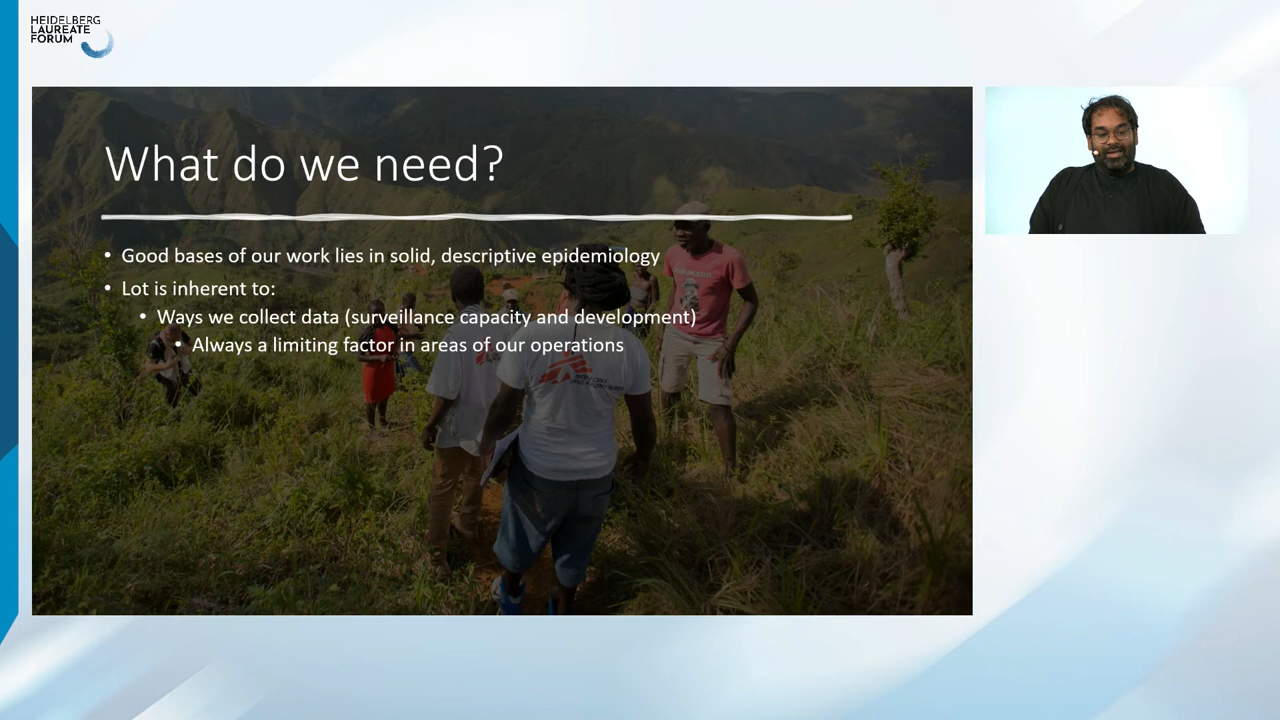 HEIDELBERG
LAUREATE
FORUM
What do we need?
• Good bases of our work lies in solid, descriptive epidemiology
• Lot is inherent to:
• Ways we collect data (surveillance capacity and development)
• Always a limiting factor in areas of our operations